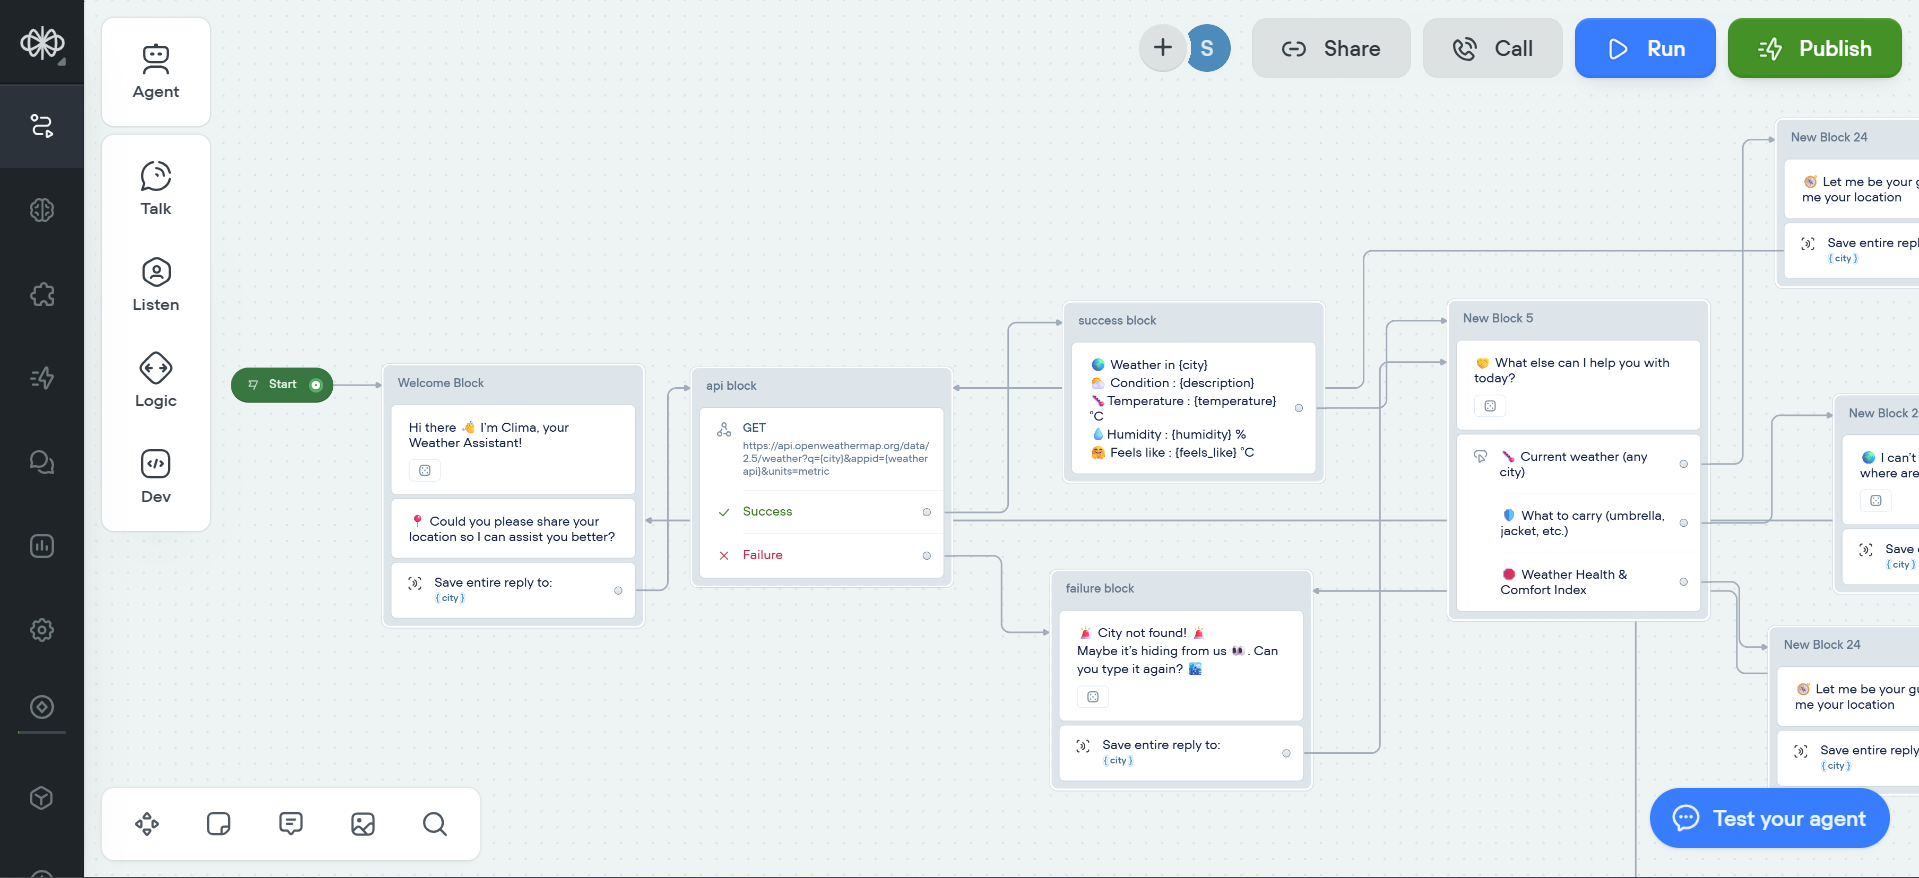 Agent
Talk
Listen
Logic
Dev
S
Share
Call
Run
Publish
Start
Welcome Block
Hi there 👋 I'm Clima, your
Weather Assistant!
📍 Could you please share your
location so I can assist you better?
Save entire reply to:
{city}
api block
GET
https://api.openweathermap.org/data/
2.5/weather?q={city}&appid={weather
api}&units=metric
Success
Failure
success block
🌍 Weather in {city}
⛅ Condition : {description}
🌡️ Temperature : {temperature}
°C
💧 Humidity : {humidity} %
🤗 Feels like : {feels_like} °C
failure block
🚨 City not found! 🚨
Maybe it's hiding from us 👀 . Can
you type it again? 🏙️
Save entire reply to:
{city}
New Block 5
What else can I help you with
today?
Current weather (any
city)
What to carry (umbrella,
jacket, etc.)
Weather Health &
Comfort Index
New Block 24
🧭 Let me be your g
me your location
Save entire repl
{city}
New Block 2
🌍 I can't
where are
Save e
{city}
New Block 24
🧭 Let me be your gu
me your location
Save entire reply
{city}
Test your agent